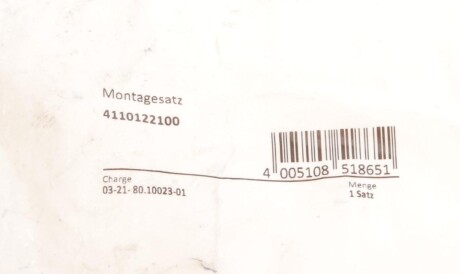 Montagesatz
4110122100
4 005108 518651
Charge
03-21- 80.10023-01
Menge
1 Satz